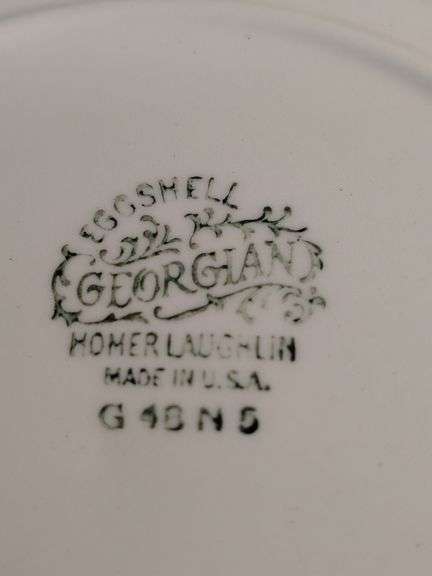 EGGSHELL
GEORGIAN
HOMER LAUGHLIN
MADE IN U.S.A.
G 48 N 5